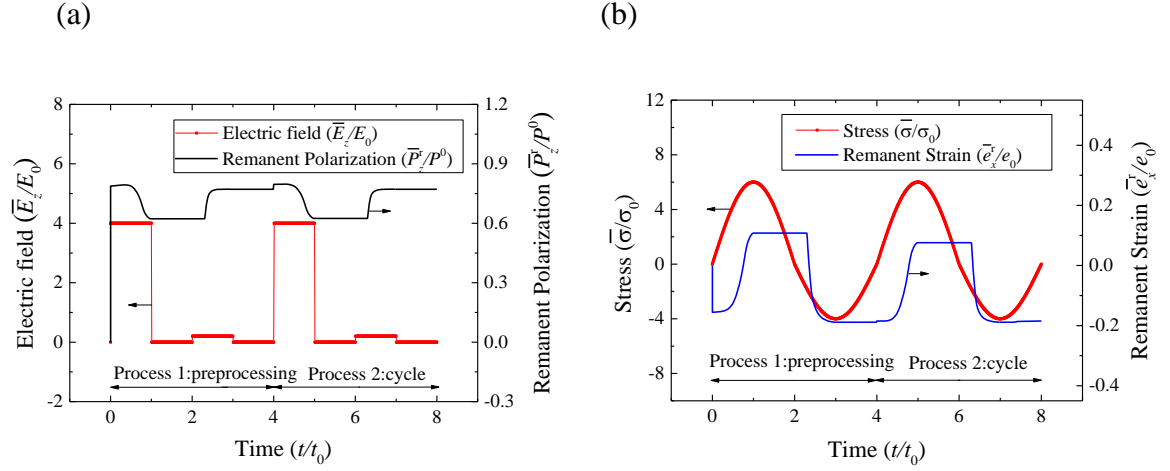 (a)
8
6
4
2
0
-2
1.2
0.9
0.6
0.3
0.0
-0.3
Electric field (E̅_z/E_0)
Remanent Polarization (P̅^r_z/P^0)
Electric field (E̅_z/E_0)
Remanent Polarization (P̅^r_z/P^0)
Process 1:preprocessing
Process 2:cycle
0 2 4 6 8
Time (t/t_0)
(b)
12
8
4
0
-4
-8
0.4
0.2
0.0
-0.2
-0.4
Stress (σ̅/σ_0)
Remanent Strain (e̅^r_x/e_0)
Stress (σ̅/σ_0)
Remanent Strain (e̅^r_x/e_0)
Process 1:preprocessing
Process 2:cycle
0 2 4 6 8
Time (t/t_0)